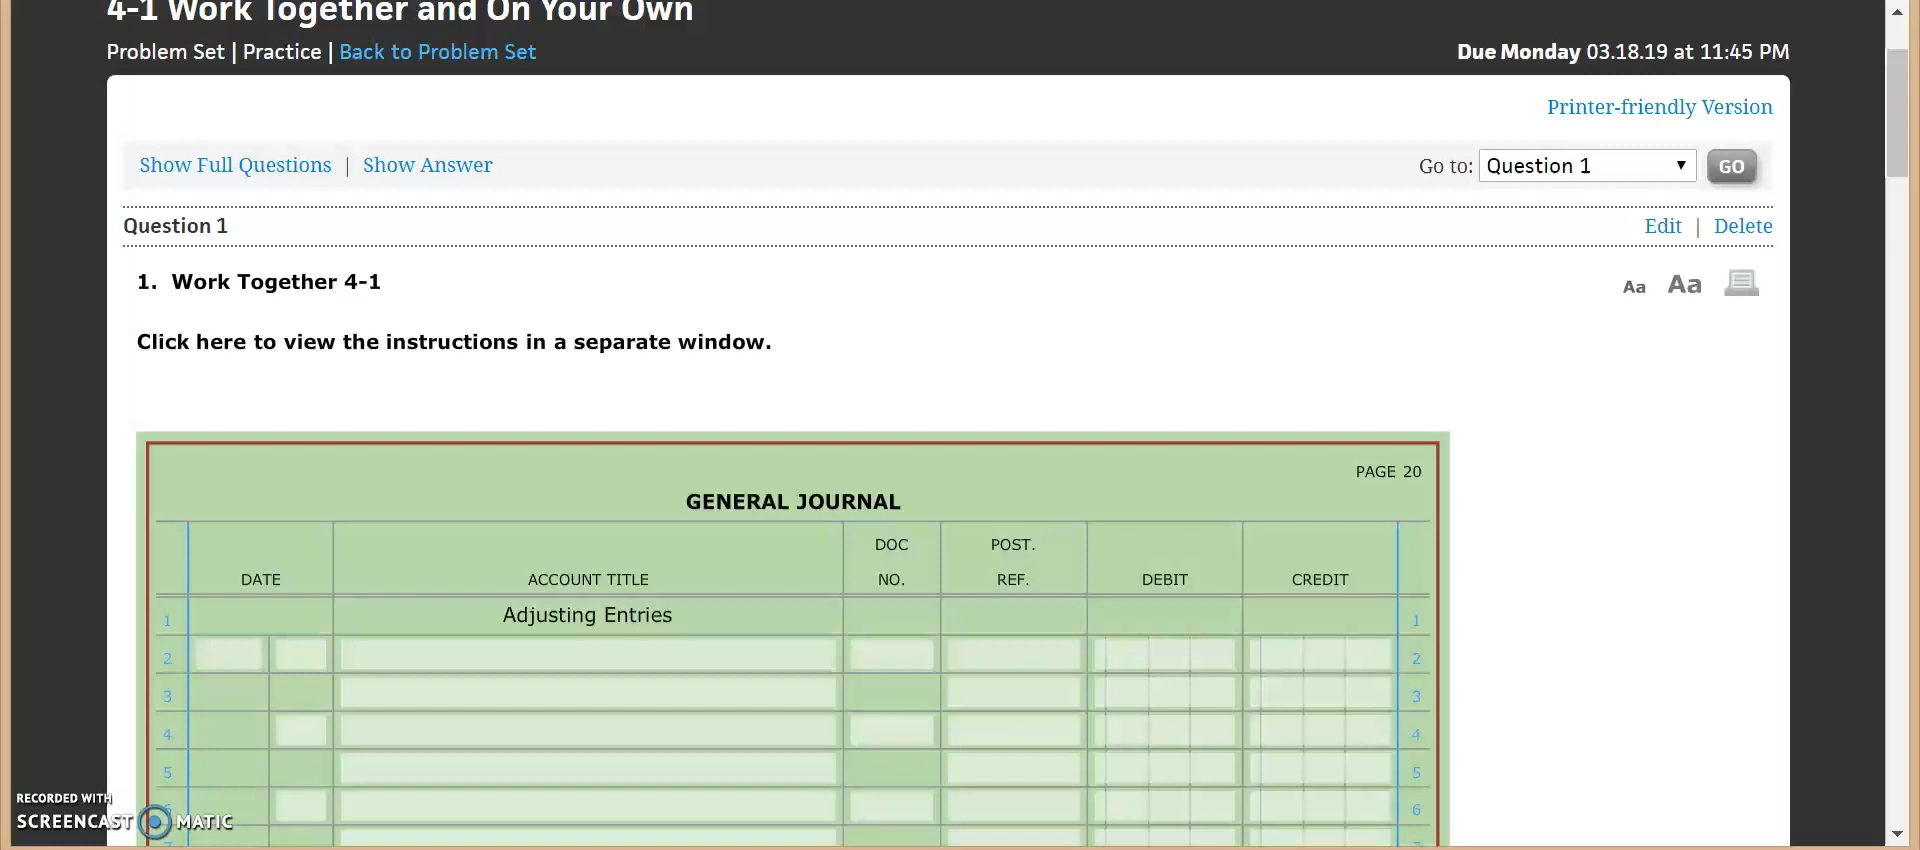 4-1 Work Together and On Your Own
Problem Set | Practice | Back to Problem Set
Due Monday 03.18.19 at 11:45 PM
Printer-friendly Version
Show Full Questions | Show Answer
Go to: Question 1 GO
Question 1
Edit | Delete
1. Work Together 4-1
Aa Aa
Click here to view the instructions in a separate window.
PAGE 20
GENERAL JOURNAL
DATE ACCOUNT TITLE DOC NO. POST. REF. DEBIT CREDIT
1 Adjusting Entries 1
2 2
3 3
4 4
5 5
6 6
RECORDED WITH
SCREENCAST MATIC